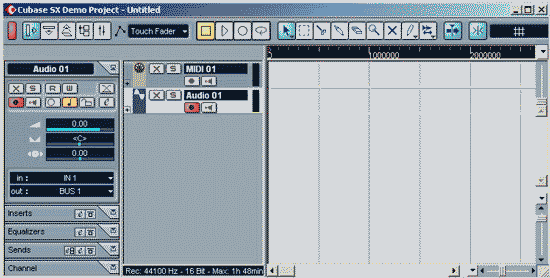 Cubase SX Demo Project - Untitled
Touch Fader
0 1000000 2000000
Audio 01
X S R W
0.00
<C>
0.00
in : IN 1
out : BUS 1
Inserts
Equalizers
Sends
Channel
X S MIDI 01
X S Audio 01
Rec: 44100 Hz - 16 Bit - Max: 1h 48min